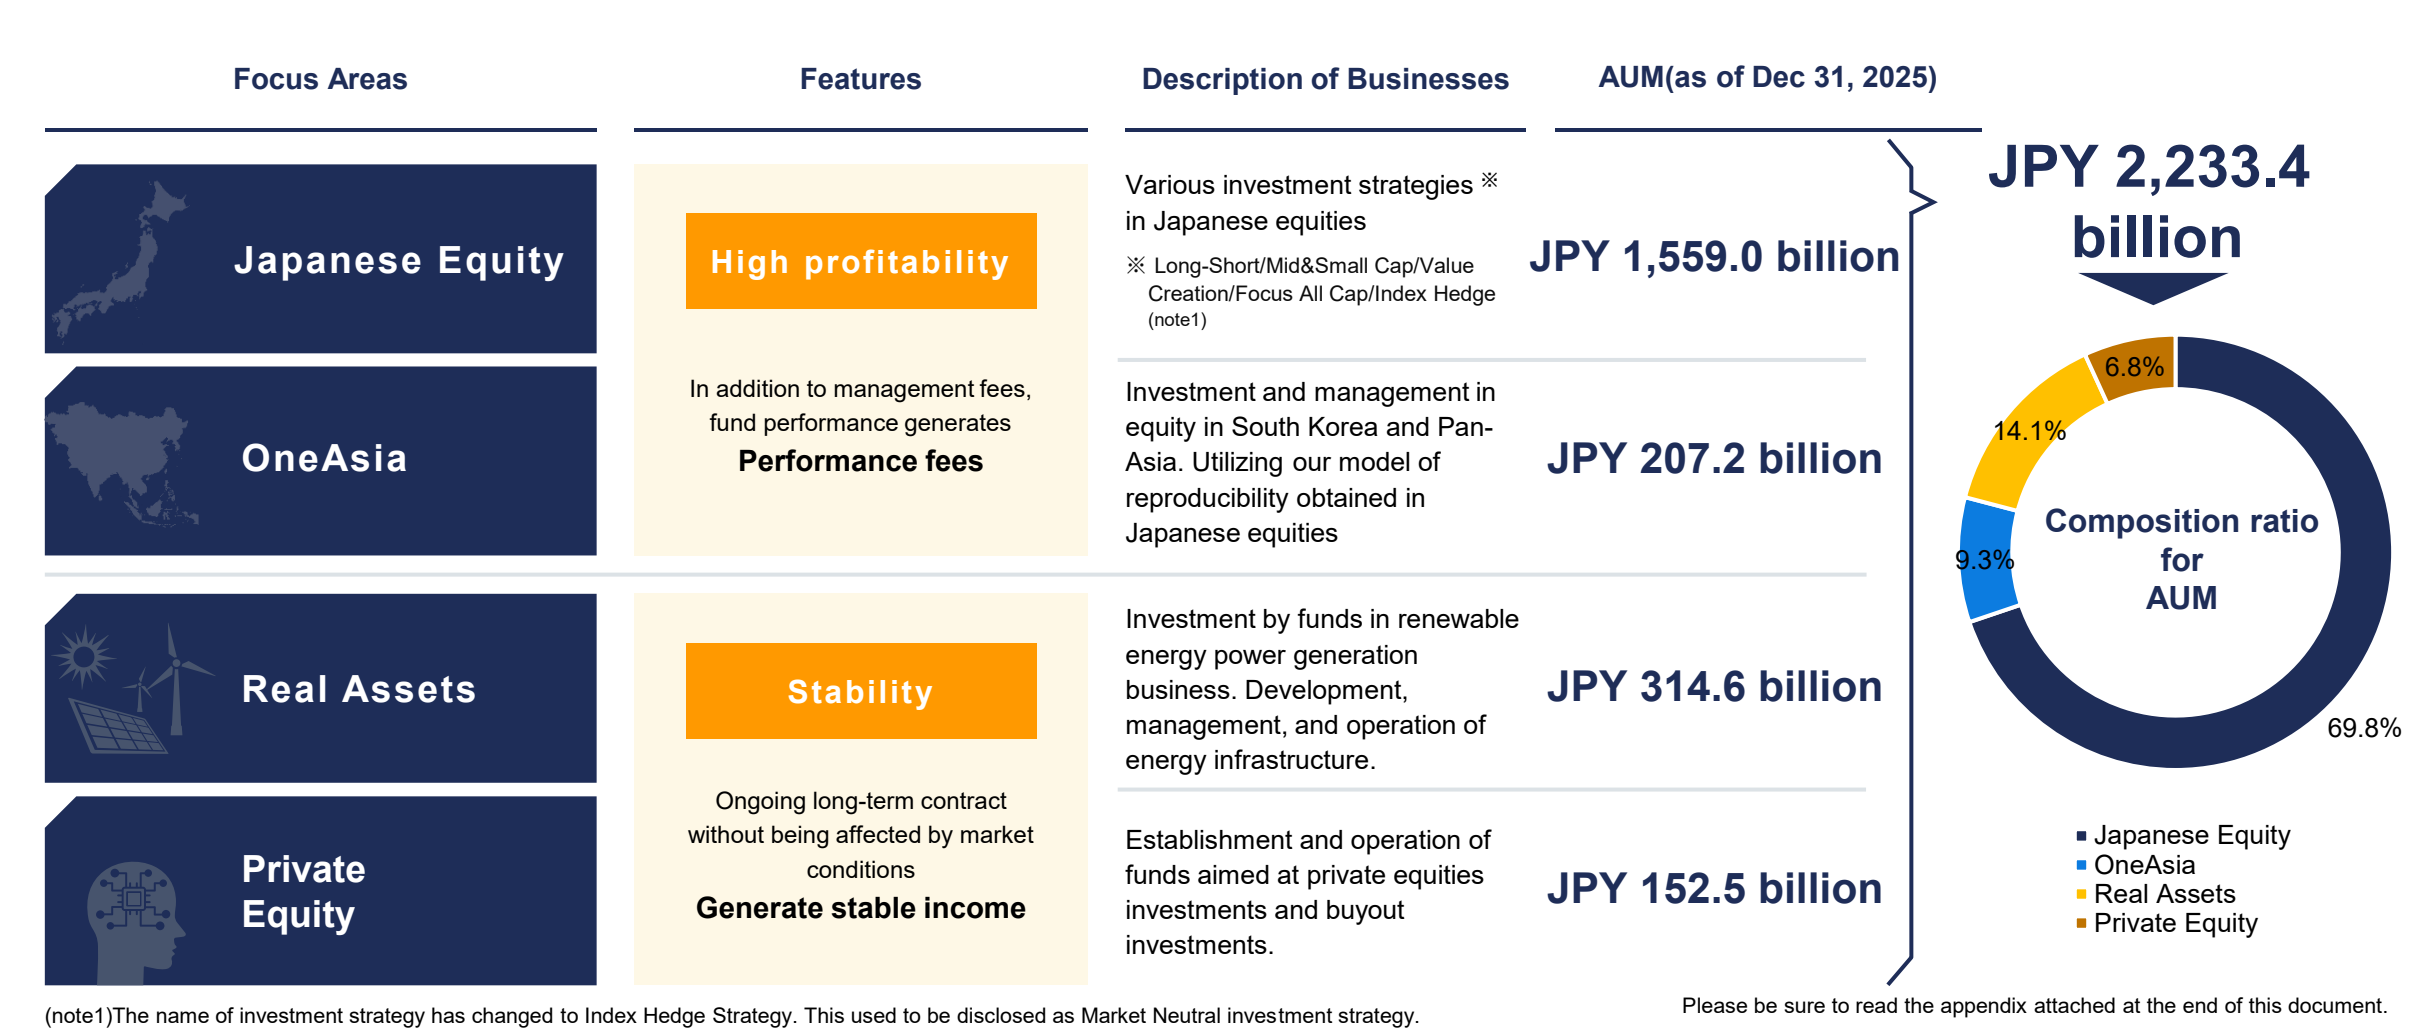 Focus Areas
Features
Description of Businesses
AUM(as of Dec 31, 2025)
Japanese Equity
High profitability
In addition to management fees,
fund performance generates
Performance fees
Various investment strategies ※
in Japanese equities
※ Long-Short/Mid&Small Cap/Value
Creation/Focus All Cap/Index Hedge
(note1)
JPY 1,559.0 billion
OneAsia
Investment and management in
equity in South Korea and Pan-
Asia. Utilizing our model of
reproducibility obtained in
Japanese equities
JPY 207.2 billion
Real Assets
Stability
Ongoing long-term contract
without being affected by market
conditions
Generate stable income
Investment by funds in renewable
energy power generation
business. Development,
management, and operation of
energy infrastructure.
JPY 314.6 billion
Private
Equity
Establishment and operation of
funds aimed at private equities
investments and buyout
investments.
JPY 152.5 billion
JPY 2,233.4
billion
6.8%
14.1%
9.3%
69.8%
Composition ratio
for
AUM
Japanese Equity
OneAsia
Real Assets
Private Equity
(note1)The name of investment strategy has changed to Index Hedge Strategy. This used to be disclosed as Market Neutral investment strategy.
Please be sure to read the appendix attached at the end of this document.